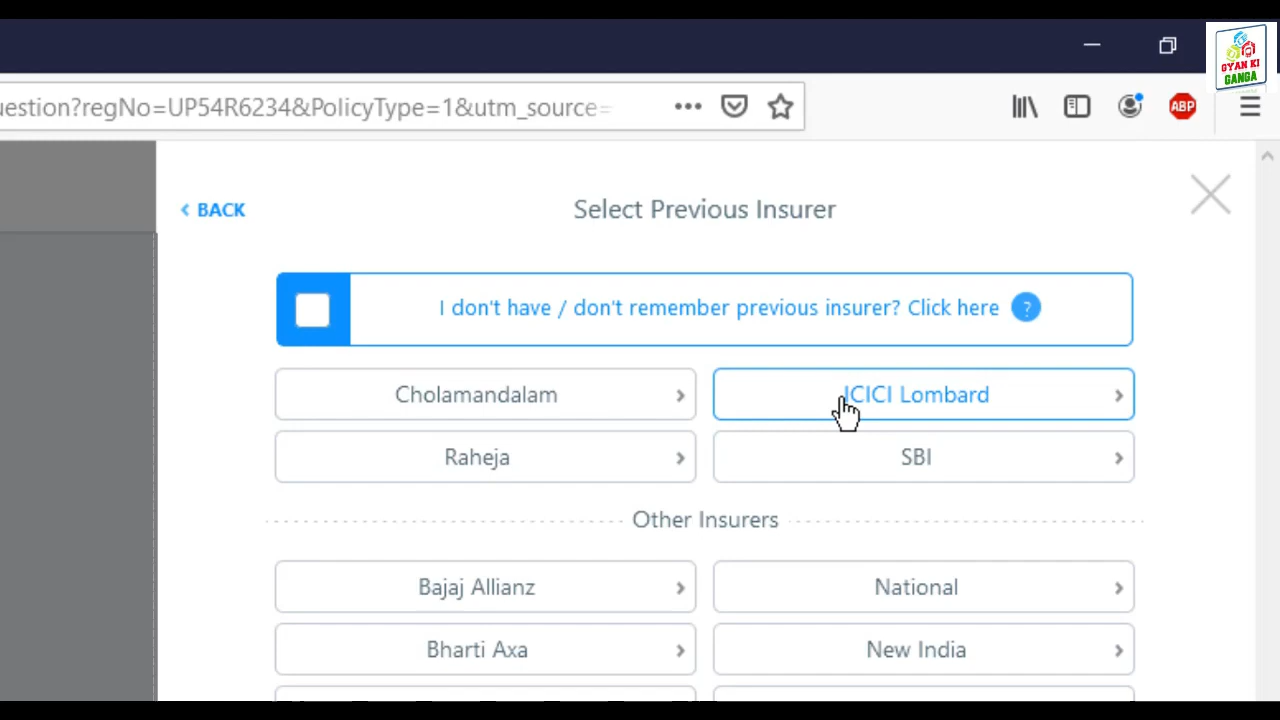 GYAN KI
GANGA
uestion?regNo=UP54R6234&PolicyType=1&utm_source=
ABP
BACK
Select Previous Insurer
I don't have / don't remember previous insurer? Click here ?
Cholamandalam
ICICI Lombard
Raheja
SBI
Other Insurers
Bajaj Allianz
National
Bharti Axa
New India